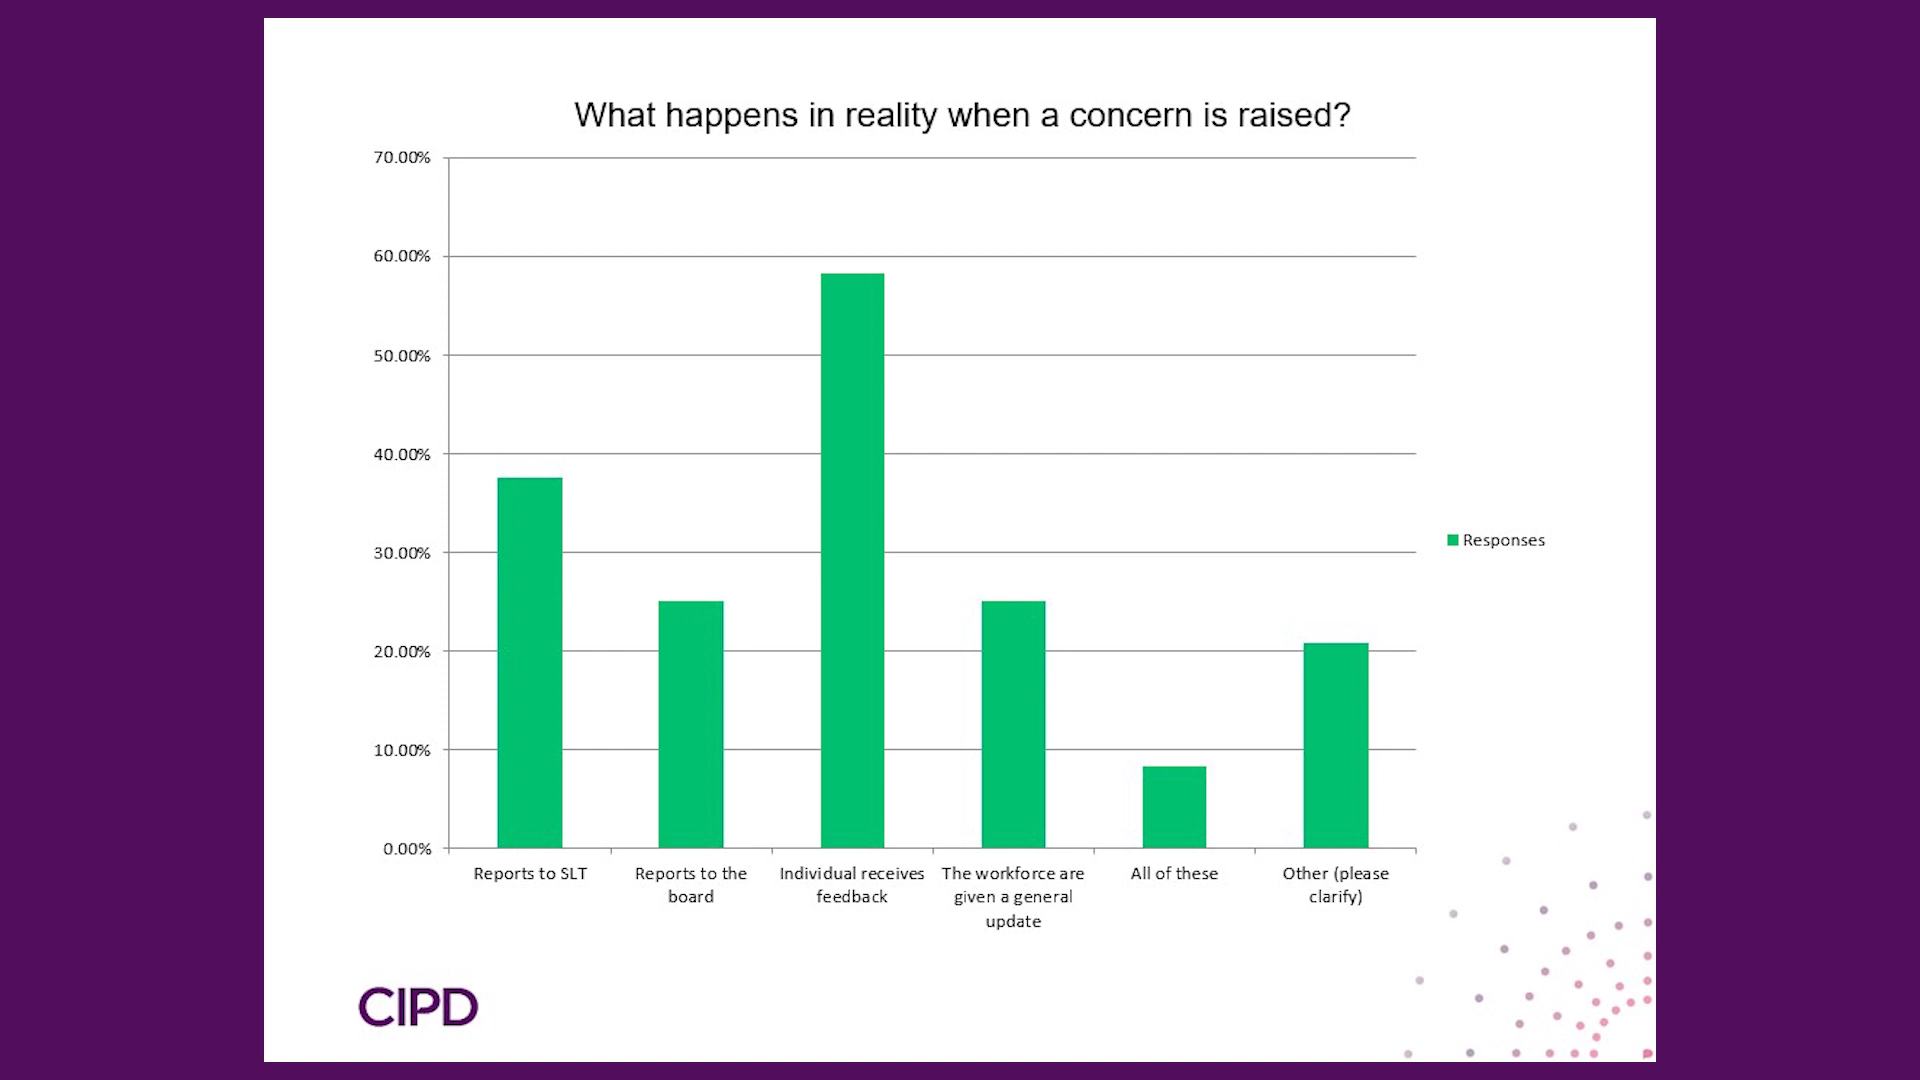 What happens in reality when a concern is raised?
70.00%
60.00%
50.00%
40.00%
30.00%
20.00%
10.00%
0.00%
Reports to SLT
Reports to the
board
Individual receives
feedback
The workforce are
given a general
update
All of these
Other (please
clarify)
Responses
CIPD